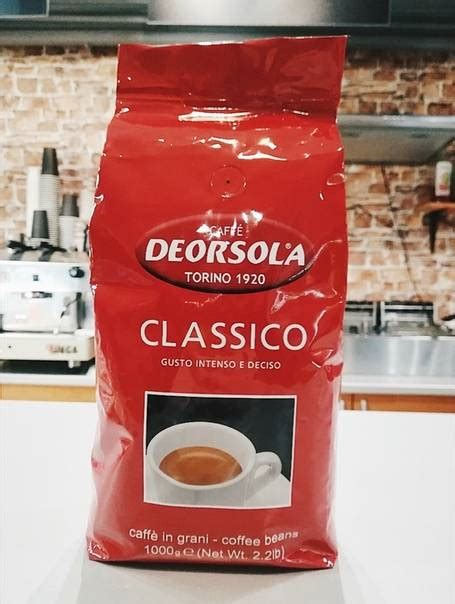 CAFFÈ
DEORSOLA
TORINO 1920
CLASSICO
GUSTO INTENSO E DECISO
caffè in grani - coffee beans
1000g ℮ (Net Wt. 2.2lb)